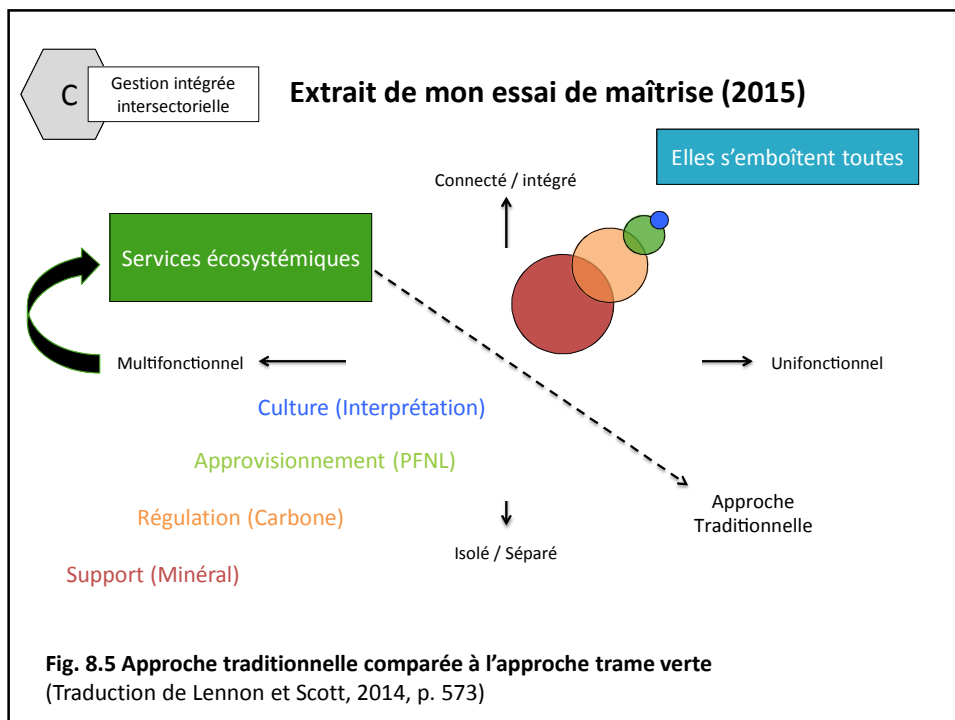 C
Gestion intégrée
intersectorielle
Extrait de mon essai de maîtrise (2015)
Elles s’emboîtent toutes
Connecté / intégré
Services écosystémiques
Multifonctionnel
Unifonctionnel
Culture (Interprétation)
Approvisionnement (PFNL)
Régulation (Carbone)
Support (Minéral)
Approche
Traditionnelle
Isolé / Séparé
Fig. 8.5 Approche traditionnelle comparée à l’approche trame verte
(Traduction de Lennon et Scott, 2014, p. 573)